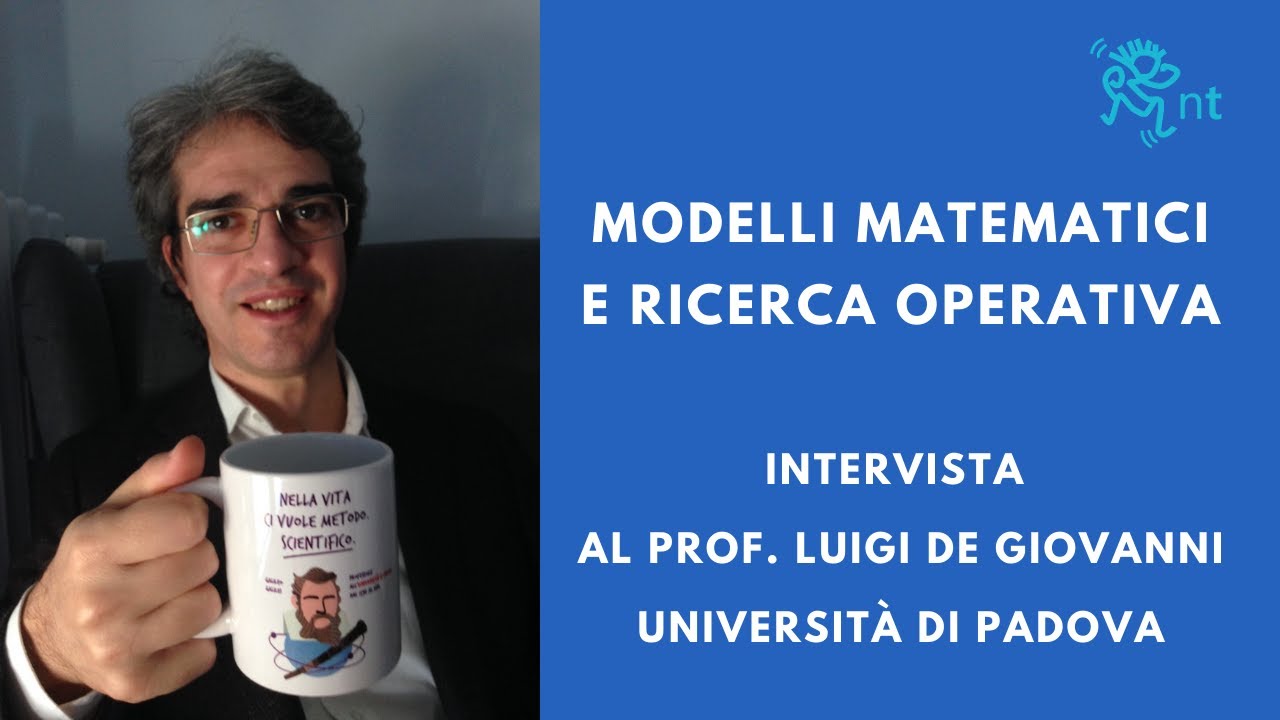 nt
MODELLI MATEMATICI
E RICERCA OPERATIVA
INTERVISTA
AL PROF. LUIGI DE GIOVANNI
UNIVERSITÀ DI PADOVA
NELLA VITA
CI VUOLE METODO.
SCIENTIFICO.